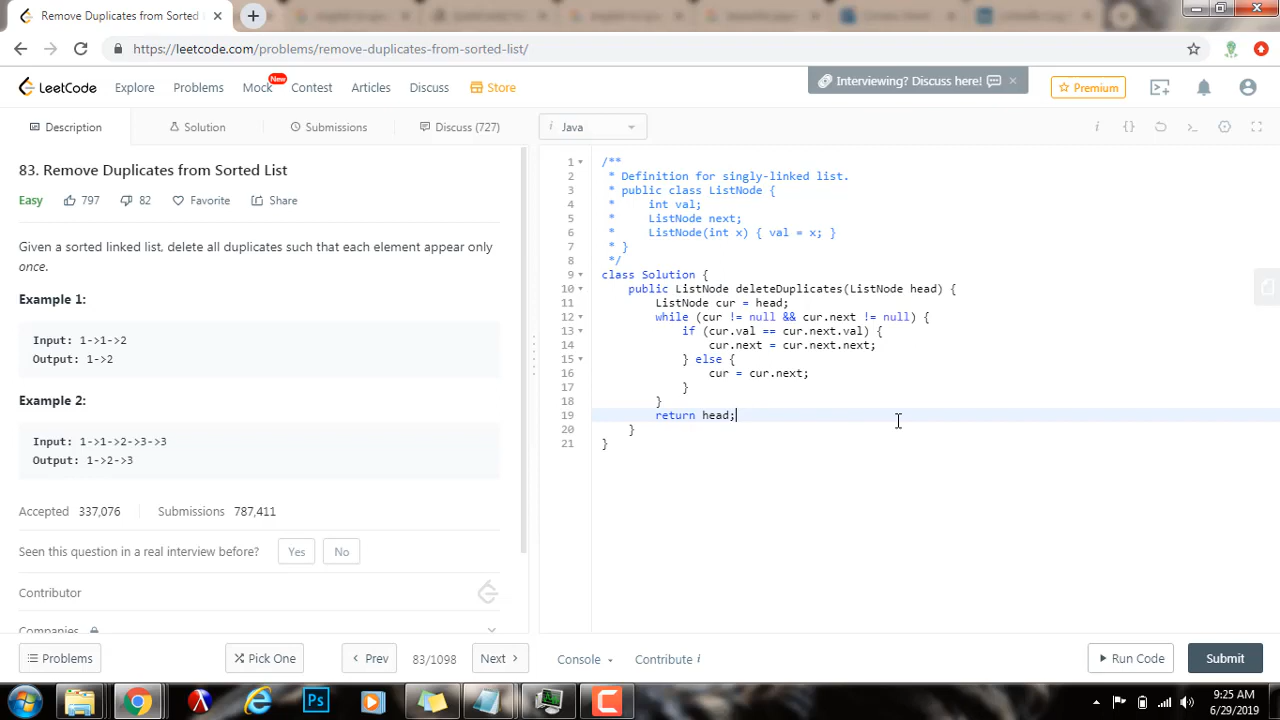 Remove Duplicates from Sorted L
https://leetcode.com/problems/remove-duplicates-from-sorted-list/
LeetCode
Explore
Problems
Mock
New
Contest
Articles
Discuss
Store
Interviewing? Discuss here!
Premium
Description
Solution
Submissions
Discuss (727)
i Java
83. Remove Duplicates from Sorted List
Easy 797 82 Favorite Share
Given a sorted linked list, delete all duplicates such that each element appear only
once.
Example 1:
Input: 1->1->2
Output: 1->2
Example 2:
Input: 1->1->2->3->3
Output: 1->2->3
Accepted 337,076 Submissions 787,411
Seen this question in a real interview before? Yes No
Contributor
Companies
1 /**
2 * Definition for singly-linked list.
3 * public class ListNode {
4 * int val;
5 * ListNode next;
6 * ListNode(int x) { val = x; }
7 * }
8 */
9 class Solution {
10 public ListNode deleteDuplicates(ListNode head) {
11 ListNode cur = head;
12 while (cur != null && cur.next != null) {
13 if (cur.val == cur.next.val) {
14 cur.next = cur.next.next;
15 } else {
16 cur = cur.next;
17 }
18 }
19 return head;
20 }
21 }
Problems
Pick One
Prev
83/1098
Next
Console
Contribute i
Run Code
Submit
9:25 AM
6/29/2019